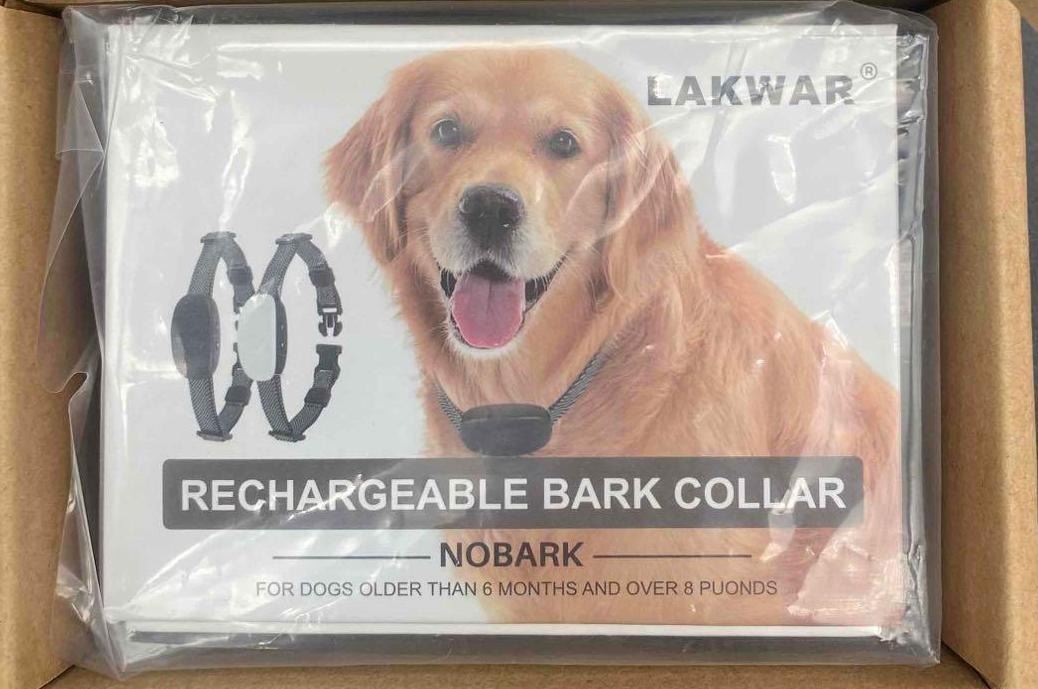 LAKWAR®
RECHARGEABLE BARK COLLAR
NOBARK
FOR DOGS OLDER THAN 6 MONTHS AND OVER 8 PUONDS